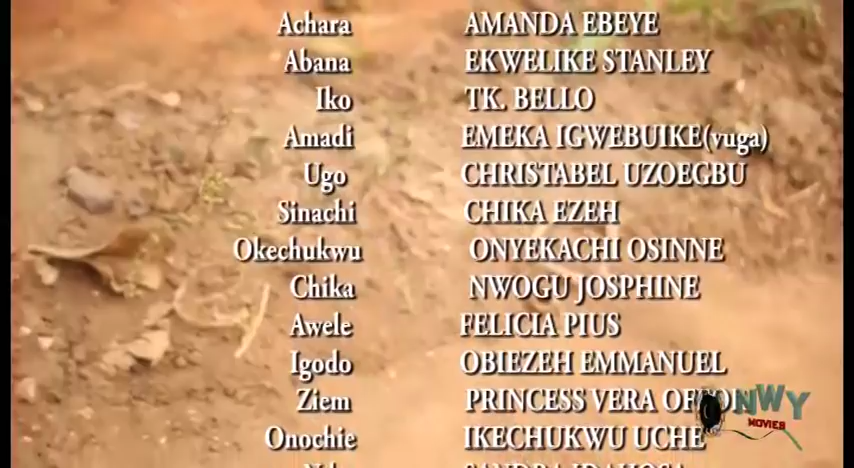 Achara AMANDA EBEYE
Abana EKWELIKE STANLEY
Iko TK. BELLO
Amadi EMEKA IGWEBUIKE(vuga)
Ugo CHRISTABEL UZOEGBU
Sinachi CHIKA EZEH
Okechukwu ONYEKACHI OSINNE
Chika NWOGU JOSPHINE
Awele FELICIA PIUS
Igodo OBIEZEH EMMANUEL
Ziem PRINCESS VERA
Onochie IKECHUKWU UCHE
NWY
MOVIES